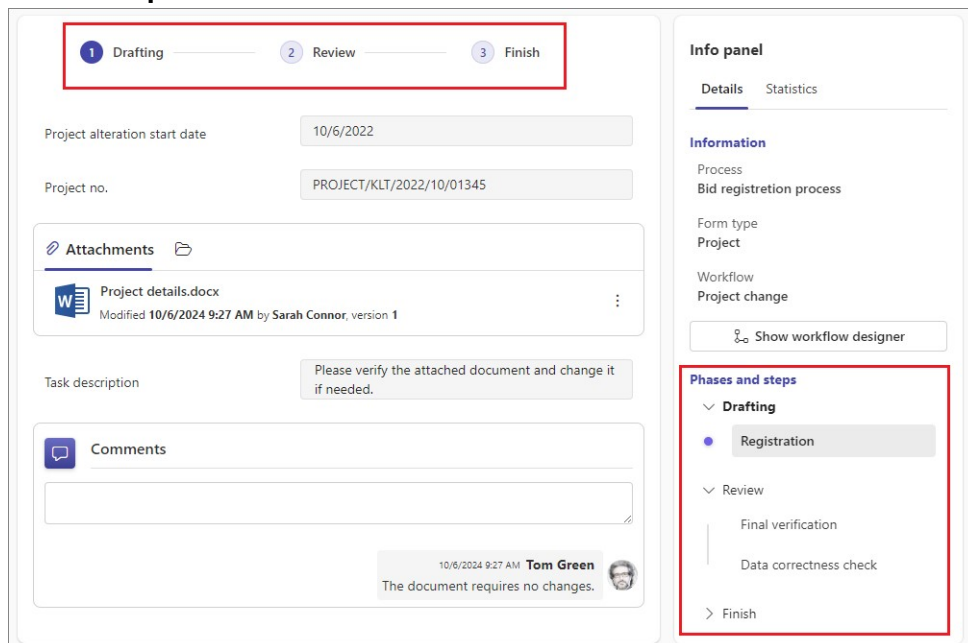 1 Drafting
2 Review
3 Finish
Project alteration start date
10/6/2022
Project no.
PROJECT/KLT/2022/10/01345
Attachments
Project details.docx
Modified 10/6/2024 9:27 AM by Sarah Connor, version 1
Task description
Please verify the attached document and change it
if needed.
Comments
10/6/2024 9:27 AM Tom Green
The document requires no changes.
Info panel
Details Statistics
Information
Process
Bid registretion process
Form type
Project
Workflow
Project change
Show workflow designer
Phases and steps
Drafting
Registration
Review
Final verification
Data correctness check
Finish